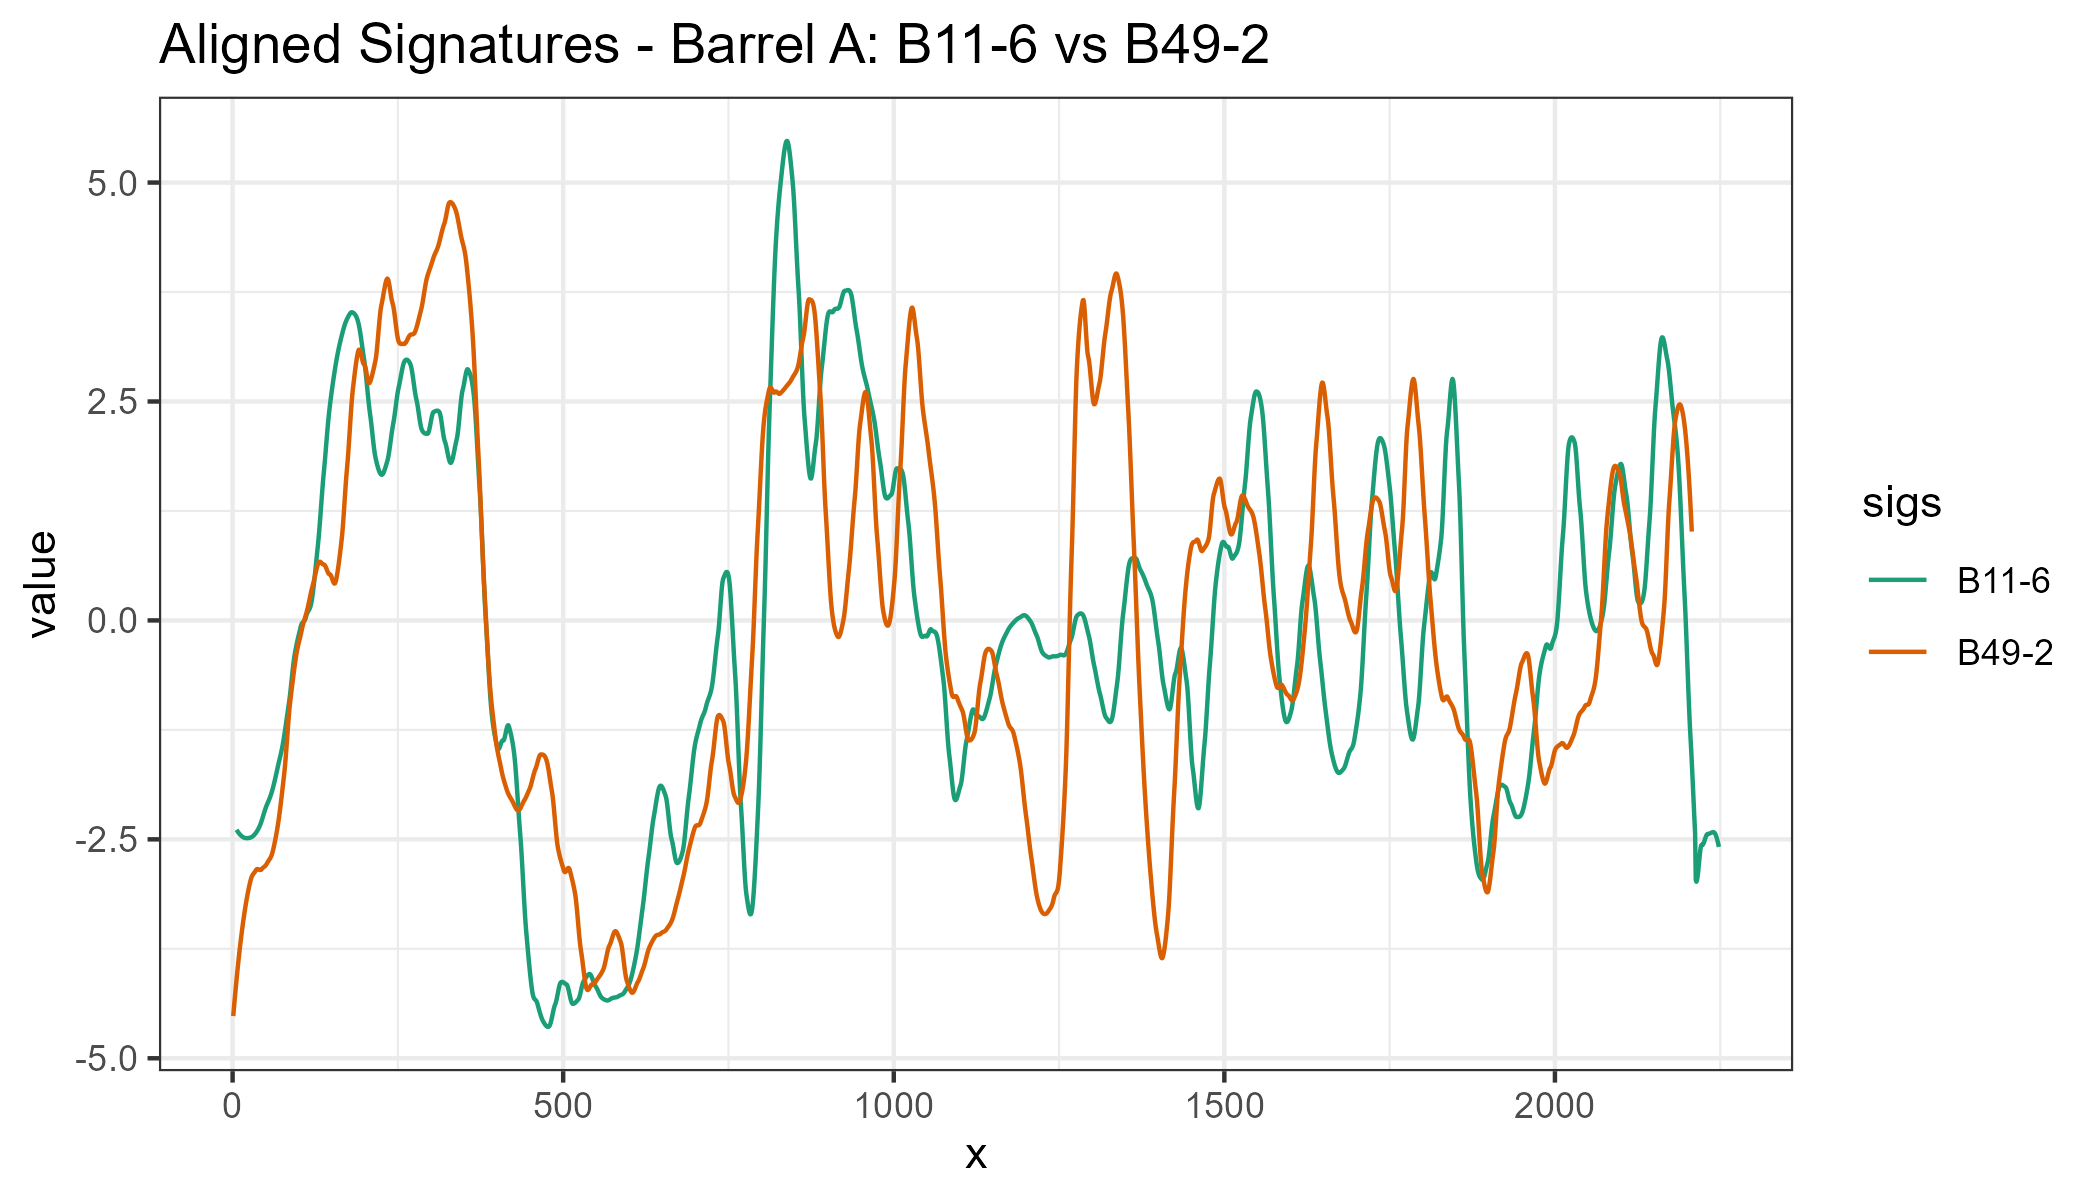 Aligned Signatures - Barrel A: B11-6 vs B49-2
5.0
2.5
0.0
-2.5
-5.0
value
0 500 1000 1500 2000
x
sigs
B11-6
B49-2